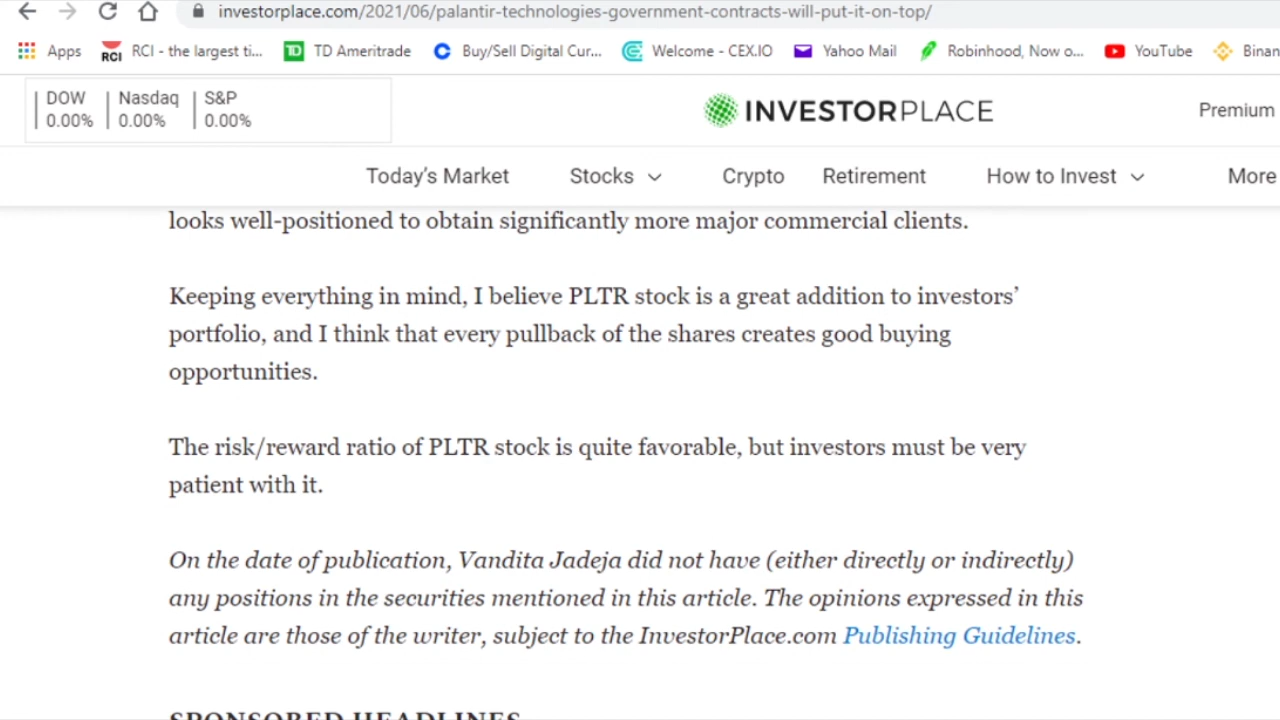 investorplace.com/2021/06/palantir-technologies-government-contracts-will-put-it-on-top/
Apps RCI - the largest ti... TD Ameritrade Buy/Sell Digital Cur... Welcome - CEX.IO Yahoo Mail Robinhood, Now o... YouTube Binan
DOW Nasdaq S&P
0.00% 0.00% 0.00%
INVESTORPLACE
Premium
Today's Market Stocks Crypto Retirement How to Invest More
looks well-positioned to obtain significantly more major commercial clients.
Keeping everything in mind, I believe PLTR stock is a great addition to investors’
portfolio, and I think that every pullback of the shares creates good buying
opportunities.
The risk/reward ratio of PLTR stock is quite favorable, but investors must be very
patient with it.
On the date of publication, Vandita Jadeja did not have (either directly or indirectly)
any positions in the securities mentioned in this article. The opinions expressed in this
article are those of the writer, subject to the InvestorPlace.com Publishing Guidelines.
SPONSORED HEADLINES